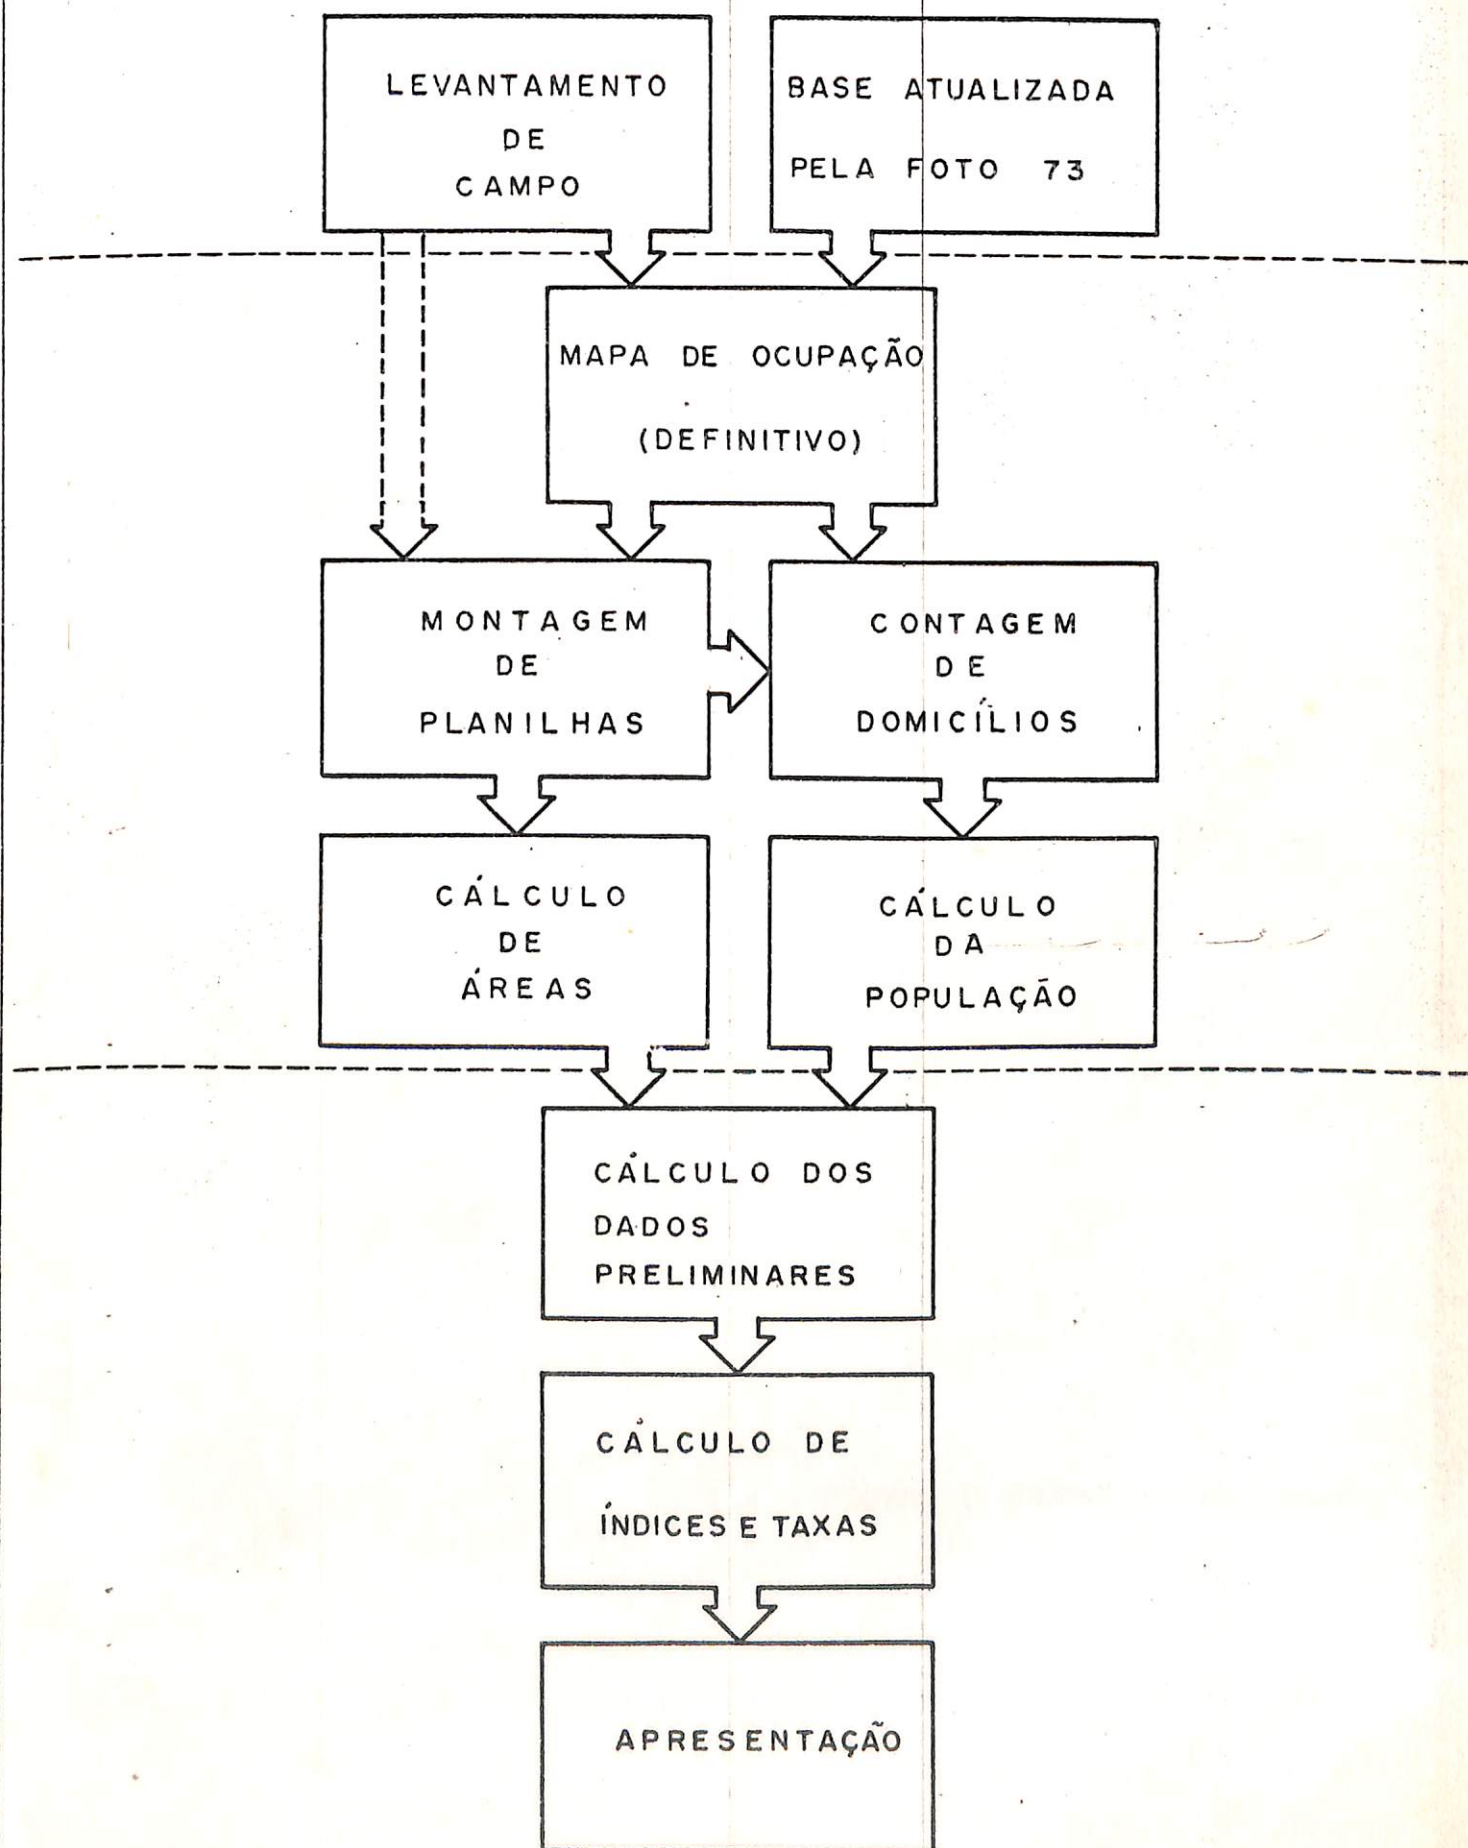 LEVANTAMENTO
DE
CAMPO
BASE ATUALIZADA
PELA FOTO 73
MAPA DE OCUPAÇÃO
(DEFINITIVO)
MONTAGEM
DE
PLANILHAS
CONTAGEM
DE
DOMICÍLIOS
CÁLCULO
DE
ÁREAS
CÁLCULO
DA
POPULAÇÃO
CÁLCULO DOS
DADOS
PRELIMINARES
CÁLCULO DE
ÍNDICES E TAXAS
APRESENTAÇÃO